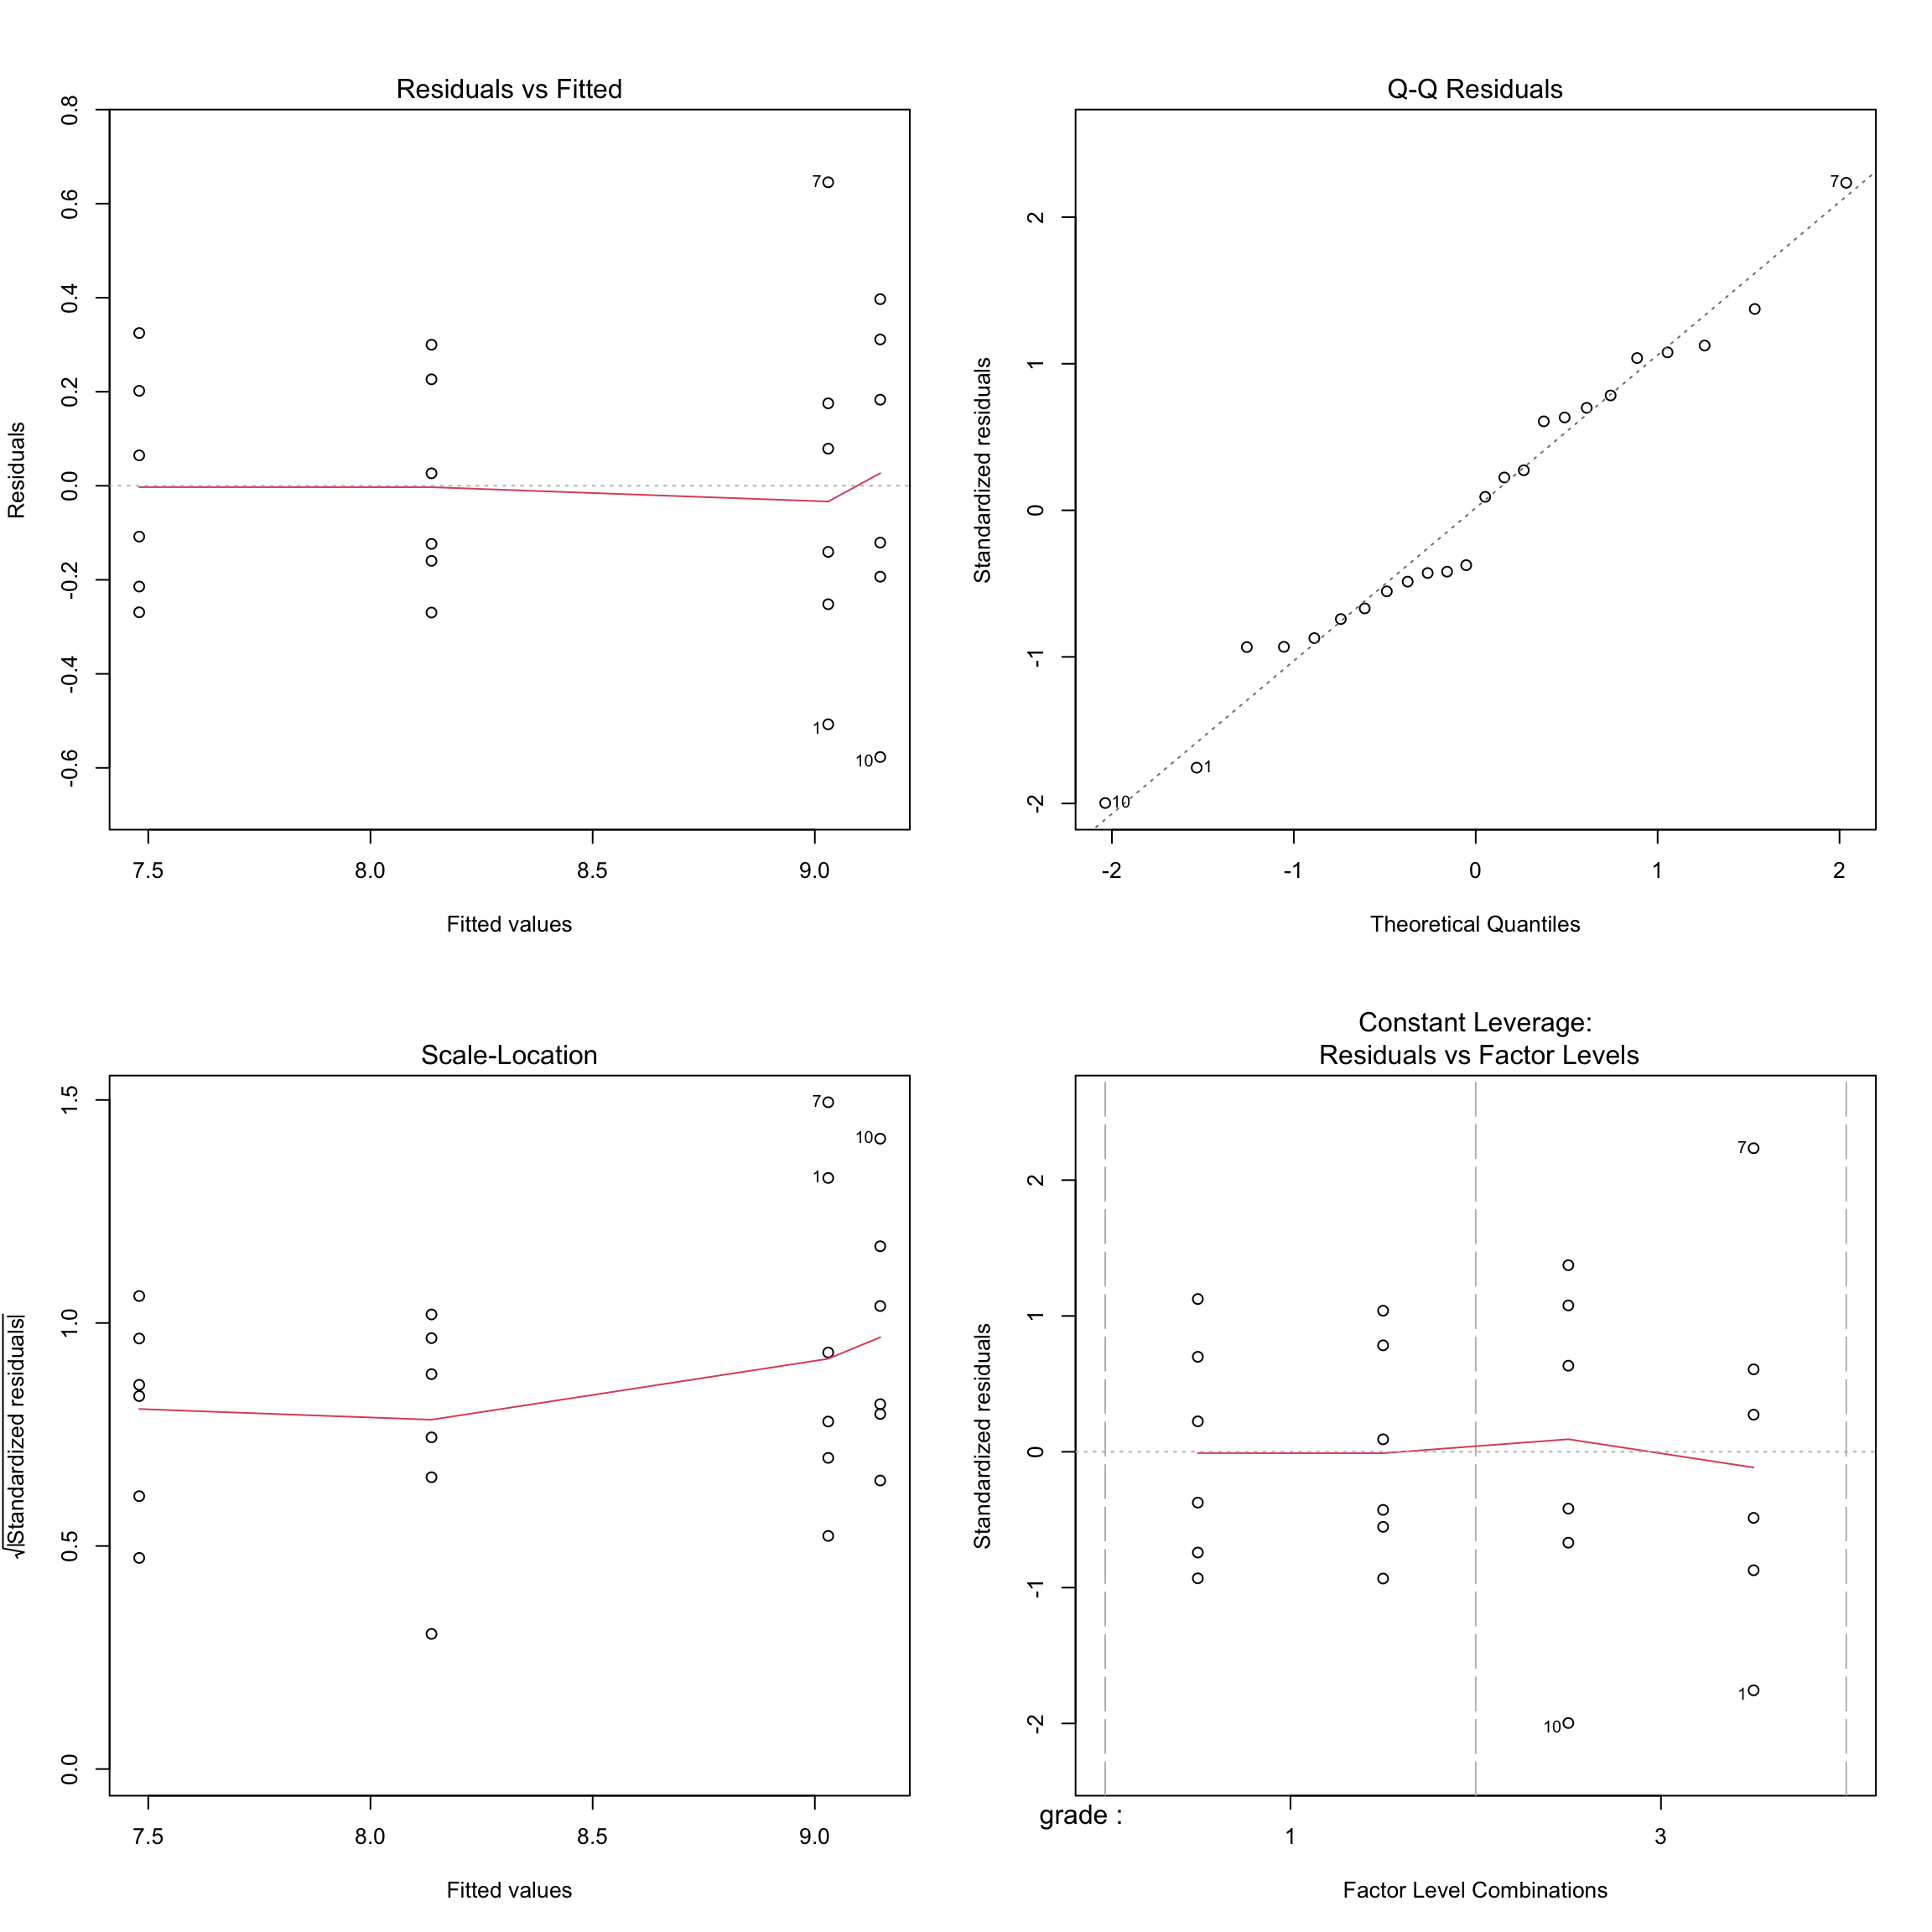 Residuals vs Fitted
0.8
0.6
0.4
0.2
0.0
-0.2
-0.4
-0.6
Residuals
7
1
10
7.5 8.0 8.5 9.0
Fitted values
Q-Q Residuals
2
1
0
-1
-2
Standardized residuals
7
1
10
-2 -1 0 1 2
Theoretical Quantiles
Scale-Location
1.5
1.0
0.5
0.0
√|Standardized residuals|
7
10
1
7.5 8.0 8.5 9.0
Fitted values
Constant Leverage:
Residuals vs Factor Levels
2
1
0
-1
-2
Standardized residuals
7
1
10
grade :
1 3
Factor Level Combinations